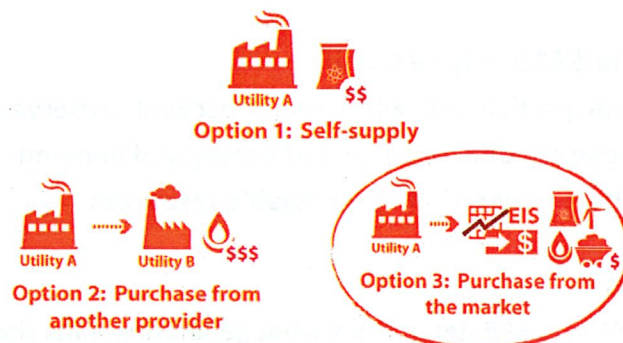 Utility A
$$
Option 1: Self-supply
Utility A
Utility B
$$$
Option 2: Purchase from
another provider
Utility A
EIS
$
$
Option 3: Purchase from
the market